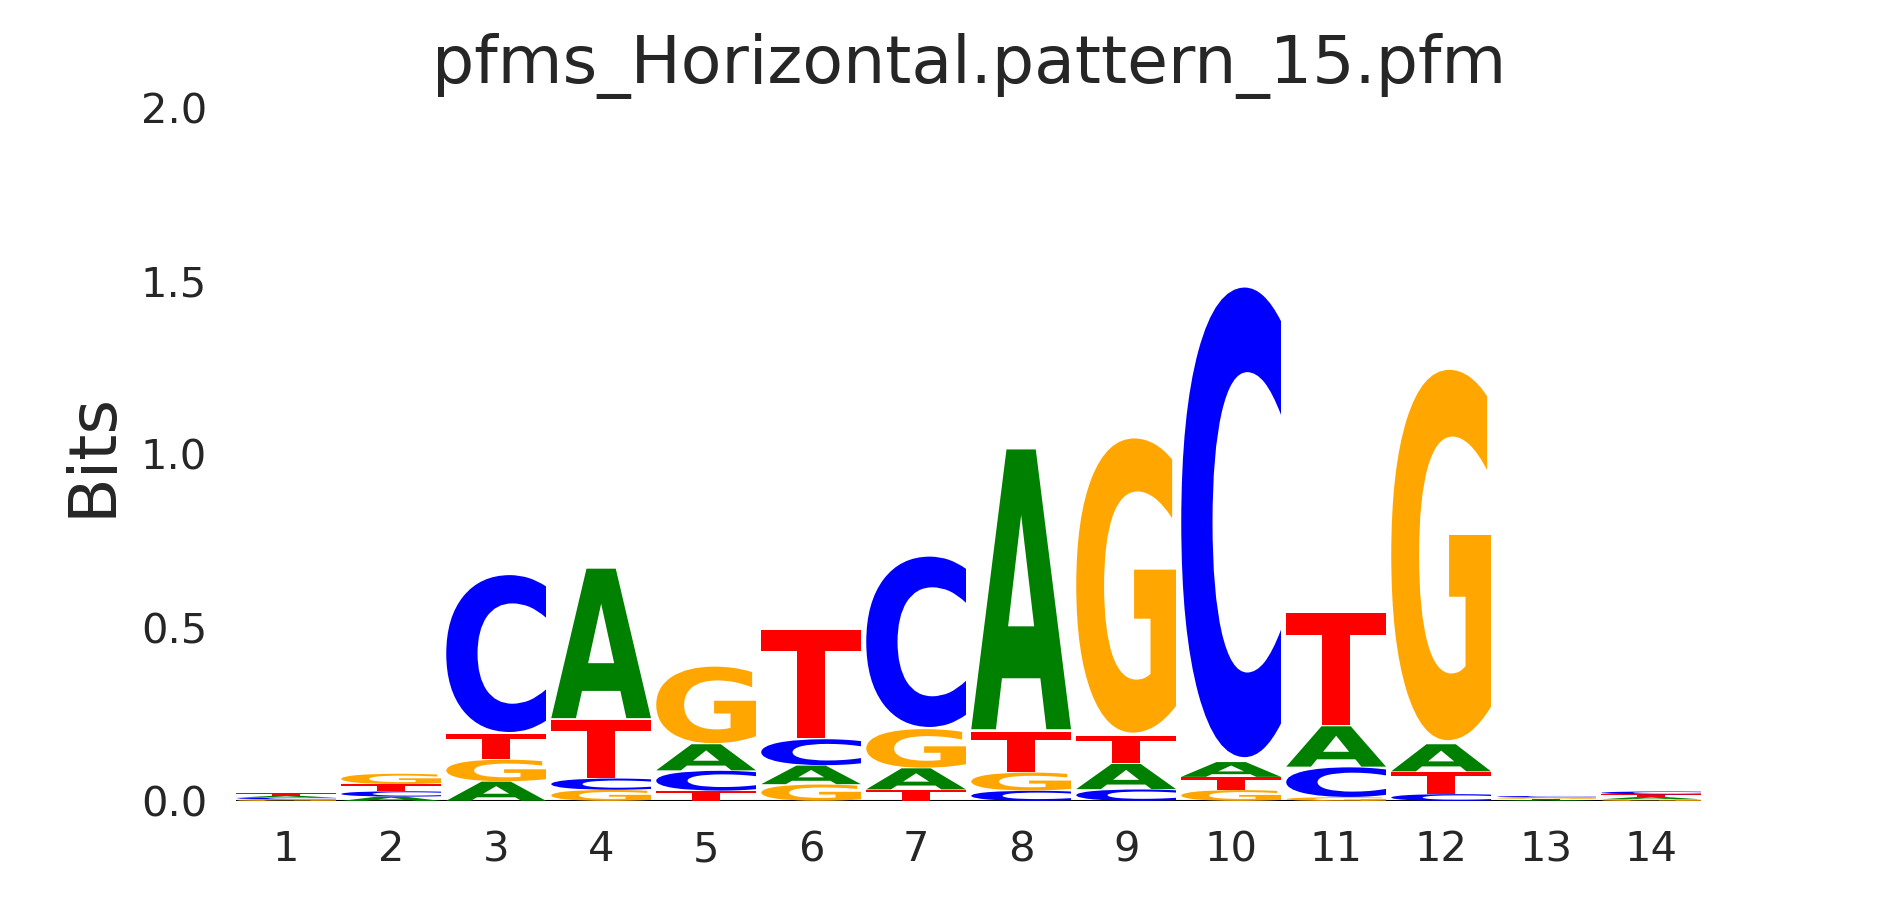 pfms_Horizontal.pattern_15.pfm
2.0
1.5
1.0
0.5
0.0
Bits
C A G T C A G C T G
T T A C G T T A A A
G C C A A G A T C T
A G T G T C C G C
1 2 3 4 5 6 7 8 9 10 11 12 13 14